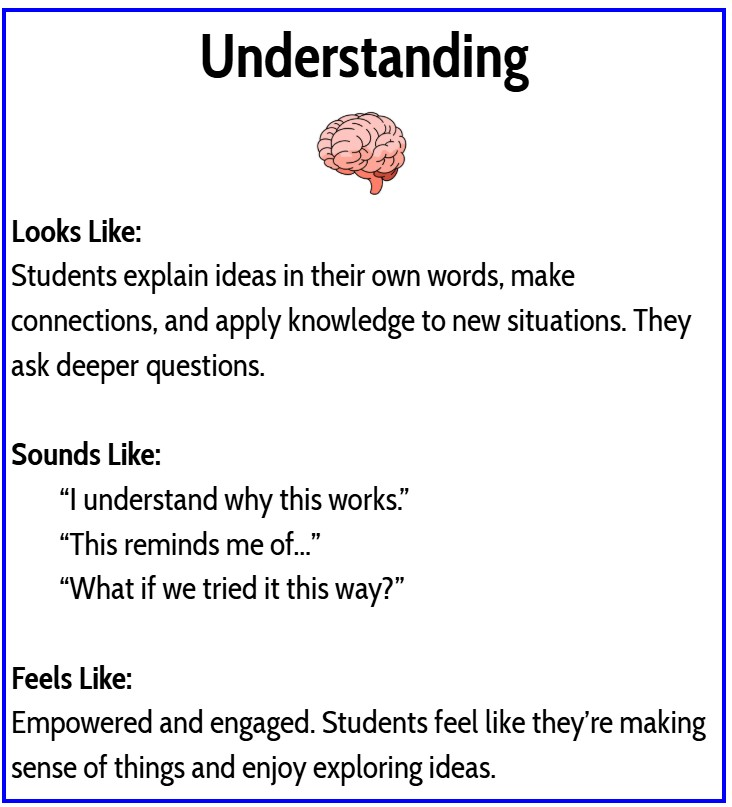 Understanding
Looks Like:
Students explain ideas in their own words, make
connections, and apply knowledge to new situations. They
ask deeper questions.
Sounds Like:
“I understand why this works.”
“This reminds me of...”
“What if we tried it this way?”
Feels Like:
Empowered and engaged. Students feel like they’re making
sense of things and enjoy exploring ideas.